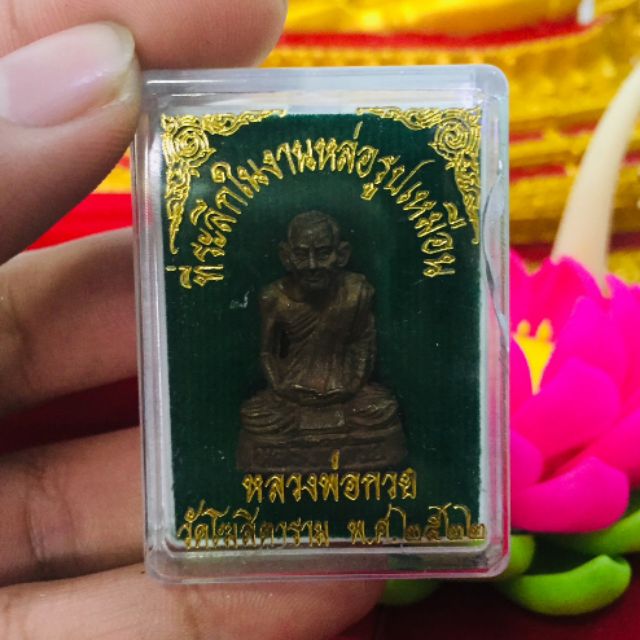 ที่ระลึกในงานหล่อรูปเหมือน
หลวงพ่อกวย
วัดโฆสิตาราม พ.ศ.๒๕๒๒